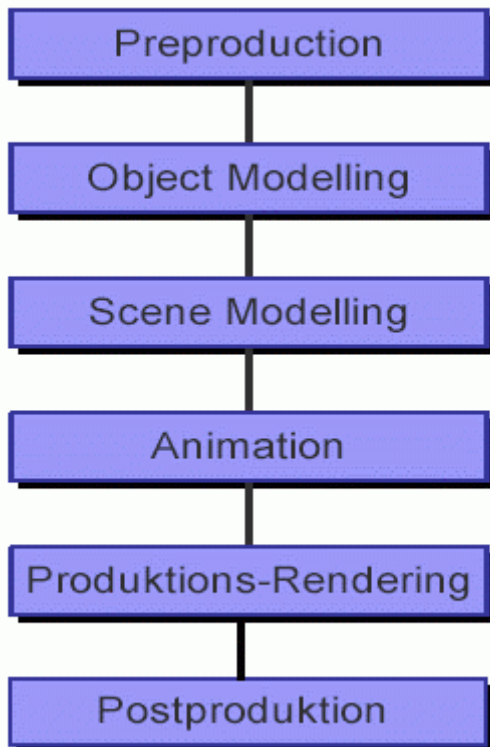 Preproduction
Object Modelling
Scene Modelling
Animation
Produktions-Rendering
Postproduktion